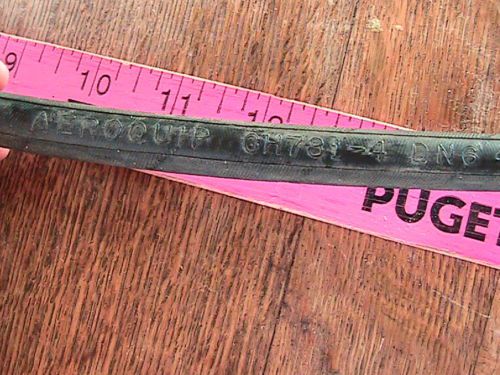 9 10 11 12
AEROQUIP GH781-4 DN6
PUGET